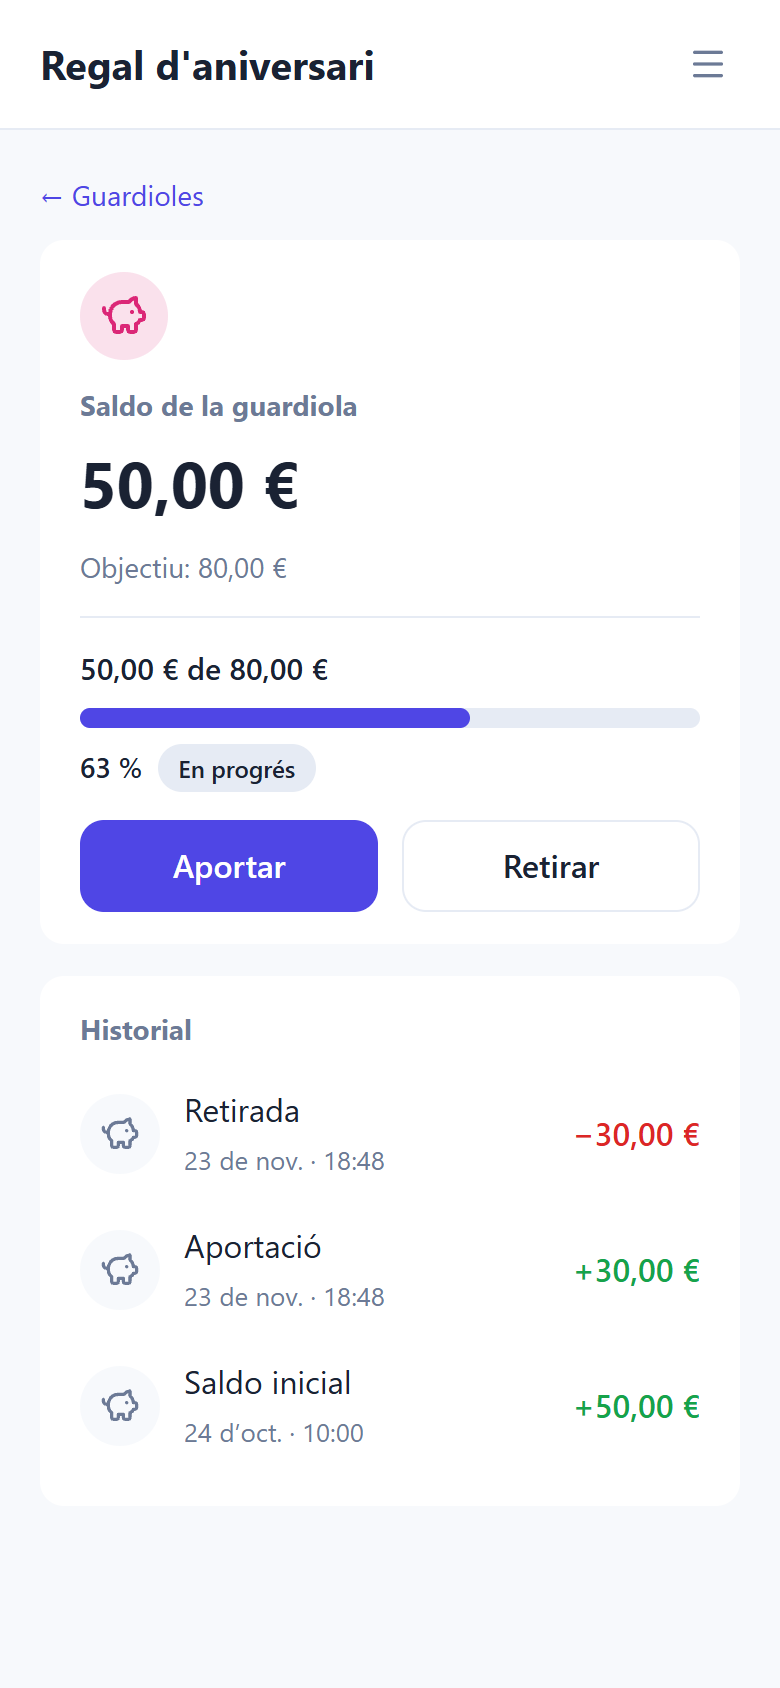 Regal d'aniversari
← Guardioles
Saldo de la guardiola
50,00 €
Objectiu: 80,00 €
50,00 € de 80,00 €
63 % En progrés
Aportar Retirar
Historial
Retirada
23 de nov. · 18:48
−30,00 €
Aportació
23 de nov. · 18:48
+30,00 €
Saldo inicial
24 d’oct. · 10:00
+50,00 €